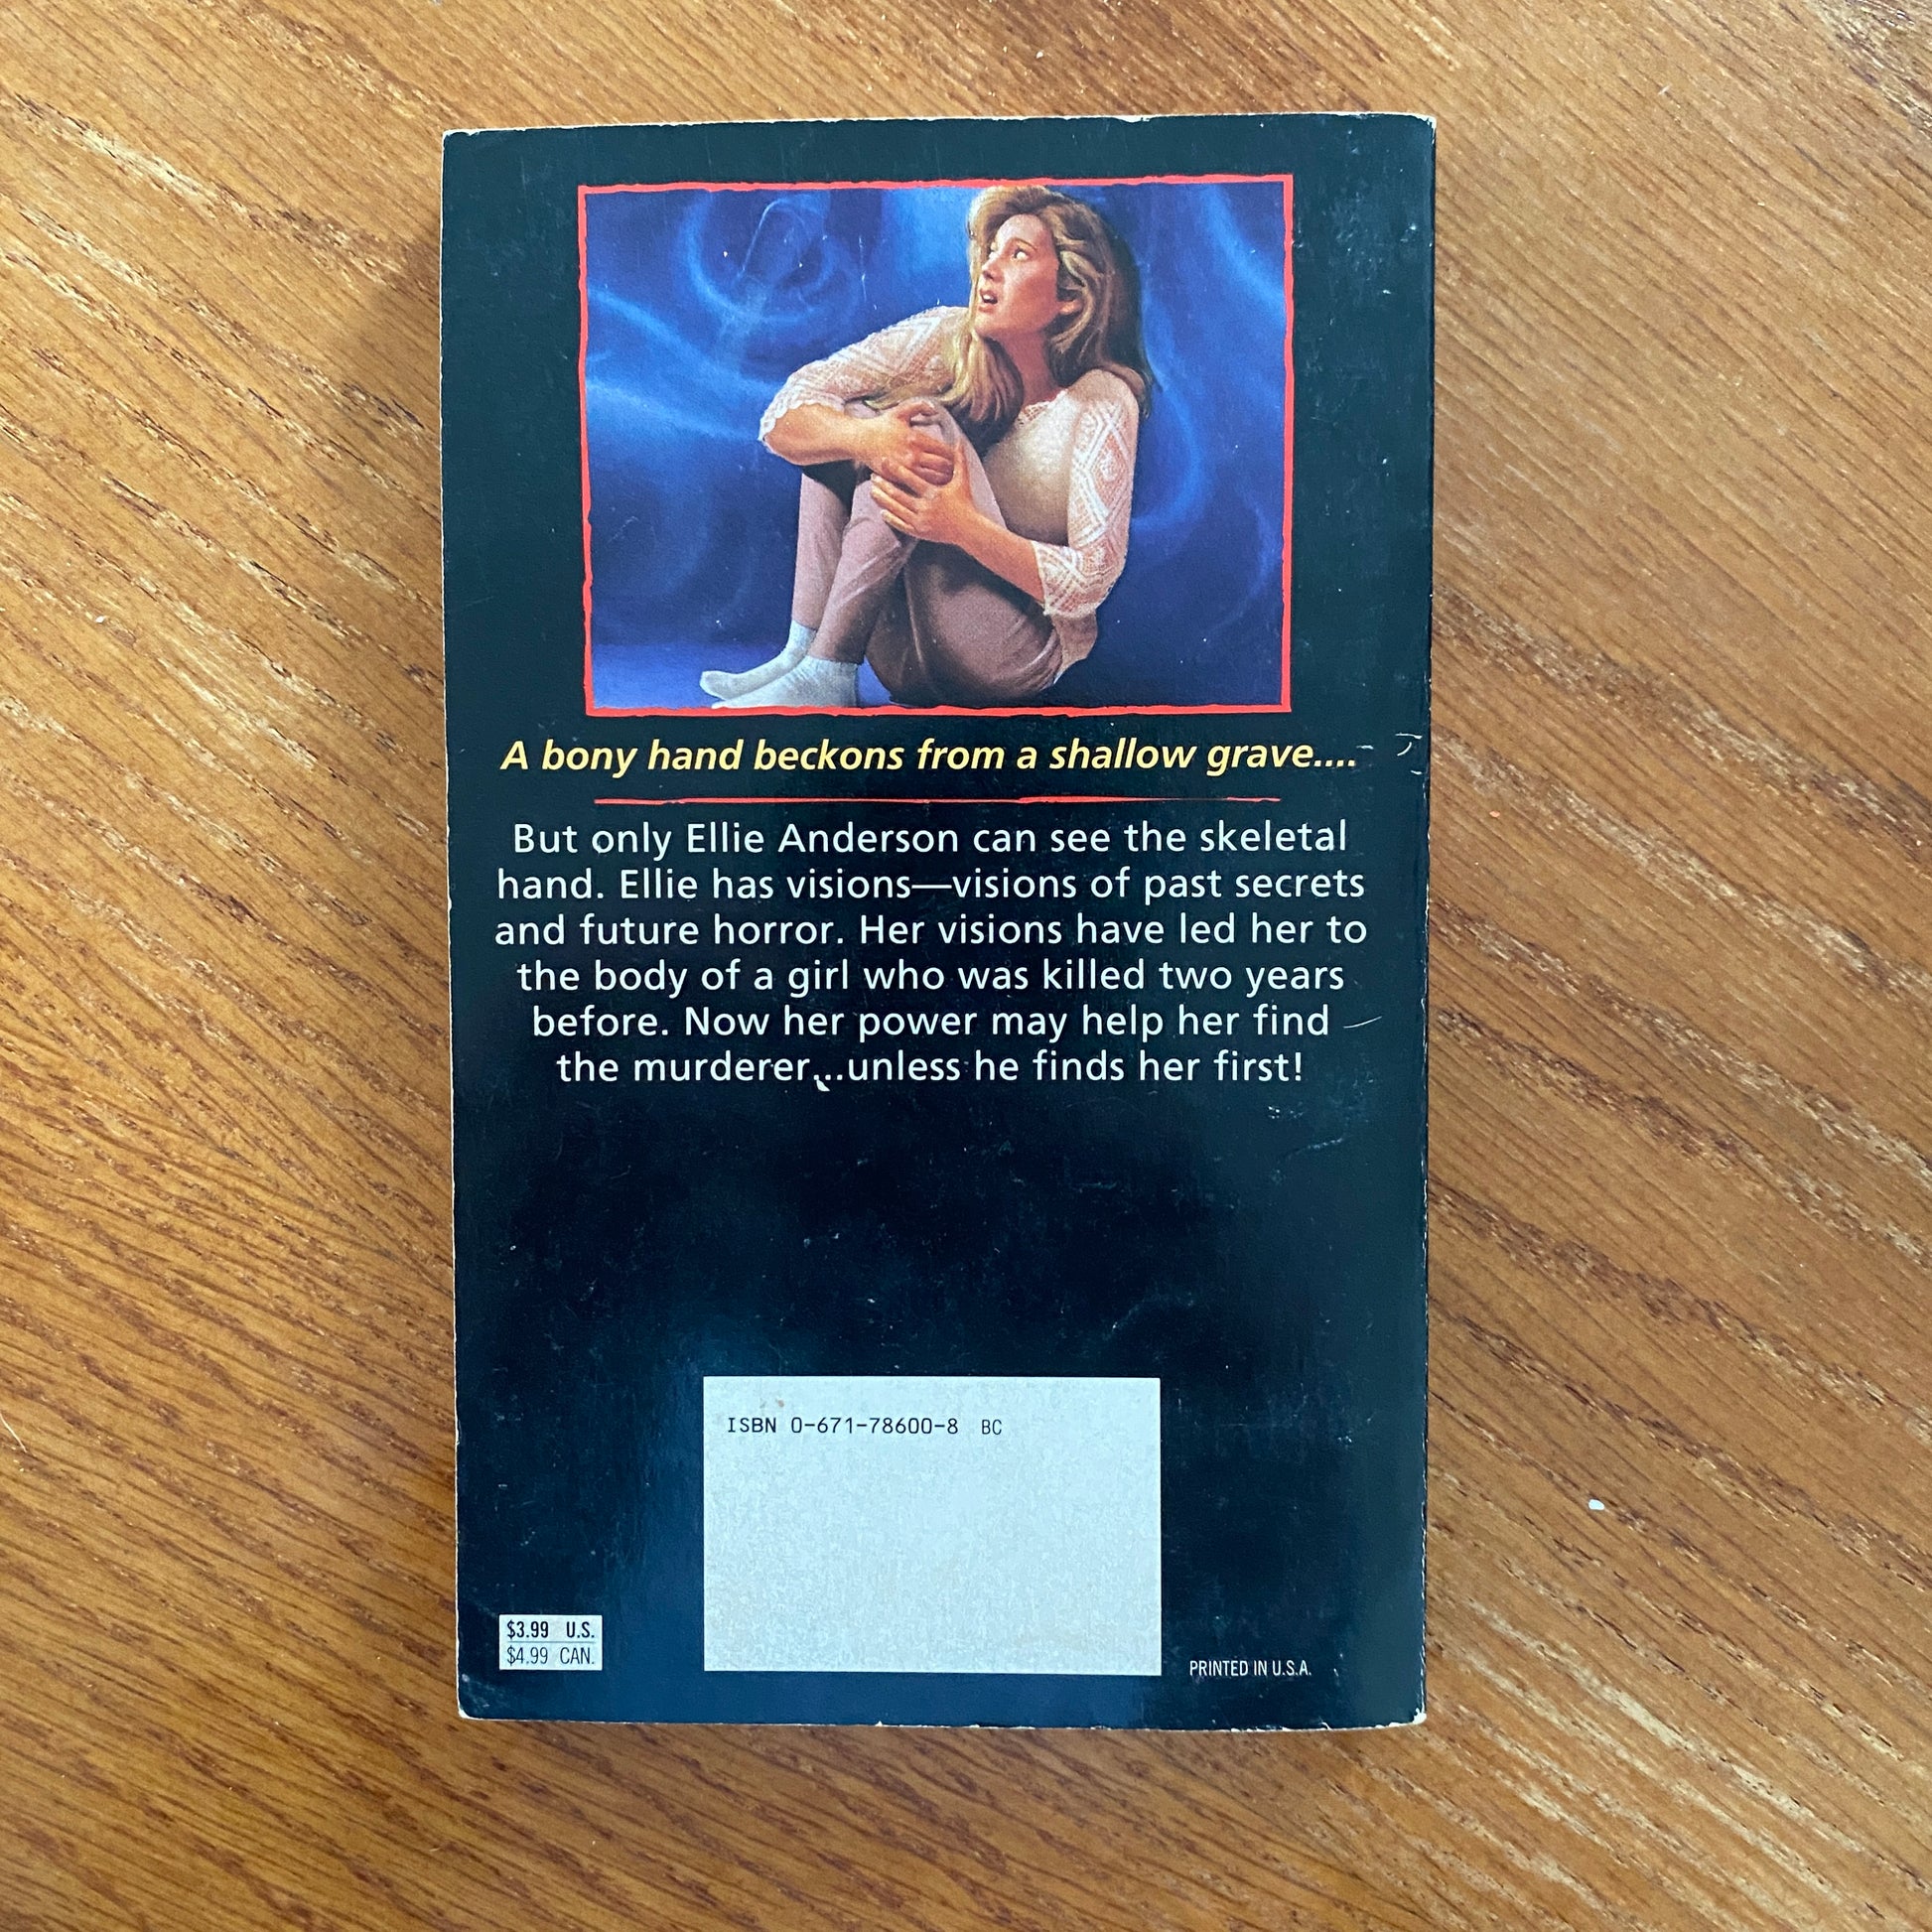 A bony hand beckons from a shallow grave....
But only Ellie Anderson can see the skeletal
hand. Ellie has visions—visions of past secrets
and future horror. Her visions have led her to
the body of a girl who was killed two years
before. Now her power may help her find
the murderer...unless he finds her first!
ISBN 0-671-78600-8 BC
$3.99 U.S.
$4.99 CAN.
PRINTED IN U.S.A.